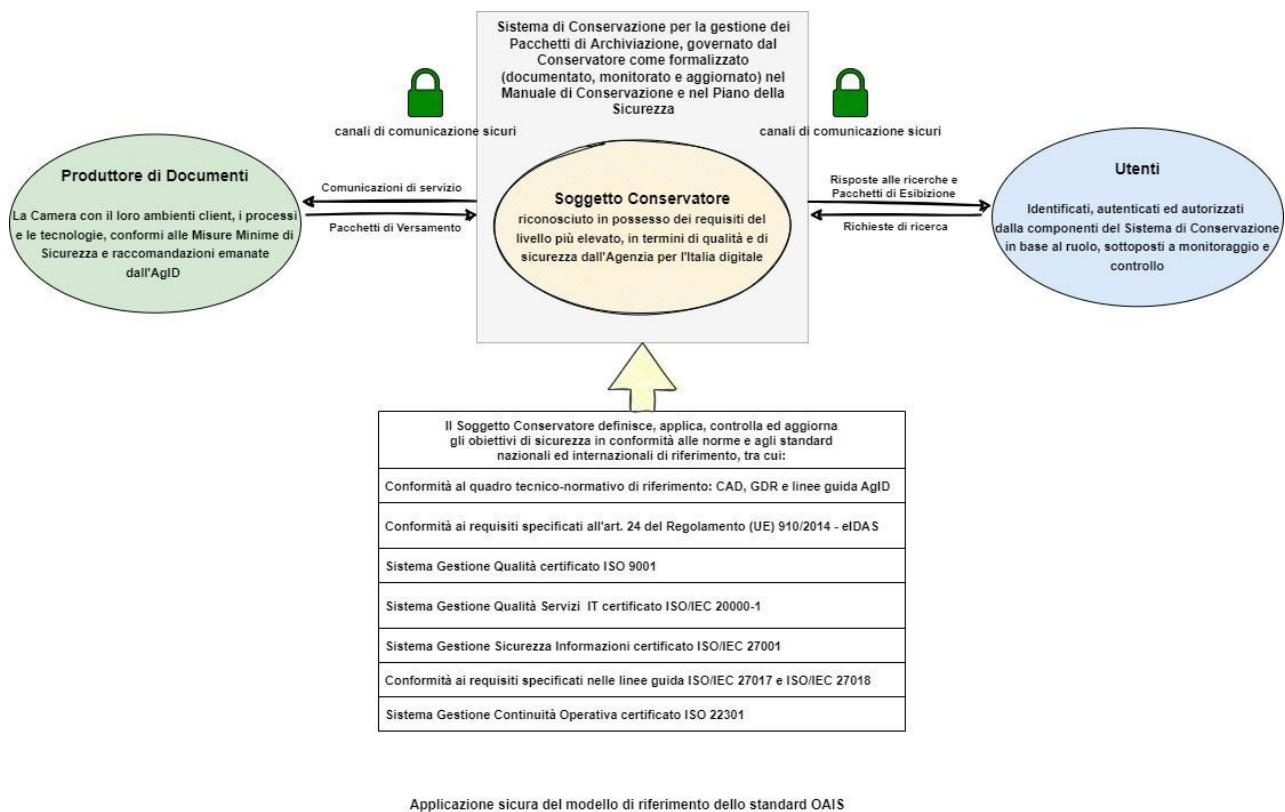 Sistema di Conservazione per la gestione dei
Pacchetti di Archiviazione, governato dal
Conservatore come formalizzato
(documentato, monitorato e aggiornato) nel
Manuale di Conservazione e nel Piano della
Sicurezza
canali di comunicazione sicuri
canali di comunicazione sicuri
Produttore di Documenti
La Camera con il loro ambienti client, i processi
e le tecnologie, conformi alle Misure Minime di
Sicurezza e raccomandazioni emanate
dall'AgID
Comunicazioni di servizio
Pacchetti di Versamento
Soggetto Conservatore
riconosciuto in possesso dei requisiti del
livello più elevato, in termini di qualità e di
sicurezza dall'Agenzia per l'Italia digitale
Risposte alle ricerche e
Pacchetti di Esibizione
Richieste di ricerca
Utenti
Identificati, autenticati ed autorizzati
dalla componenti del Sistema di Conservazione
in base al ruolo, sottoposti a monitoraggio e
controllo
Il Soggetto Conservatore definisce, applica, controlla ed aggiorna
gli obiettivi di sicurezza in conformità alle norme e agli standard
nazionali ed internazionali di riferimento, tra cui:
Conformità al quadro tecnico-normativo di riferimento: CAD, GDR e linee guida AgID
Conformità ai requisiti specificati all'art. 24 del Regolamento (UE) 910/2014 - eIDAS
Sistema Gestione Qualità certificato ISO 9001
Sistema Gestione Qualità Servizi IT certificato ISO/IEC 20000-1
Sistema Gestione Sicurezza Informazioni certificato ISO/IEC 27001
Conformità ai requisiti specificati nelle linee guida ISO/IEC 27017 e ISO/IEC 27018
Sistema Gestione Continuità Operativa certificato ISO 22301
Applicazione sicura del modello di riferimento dello standard OAIS